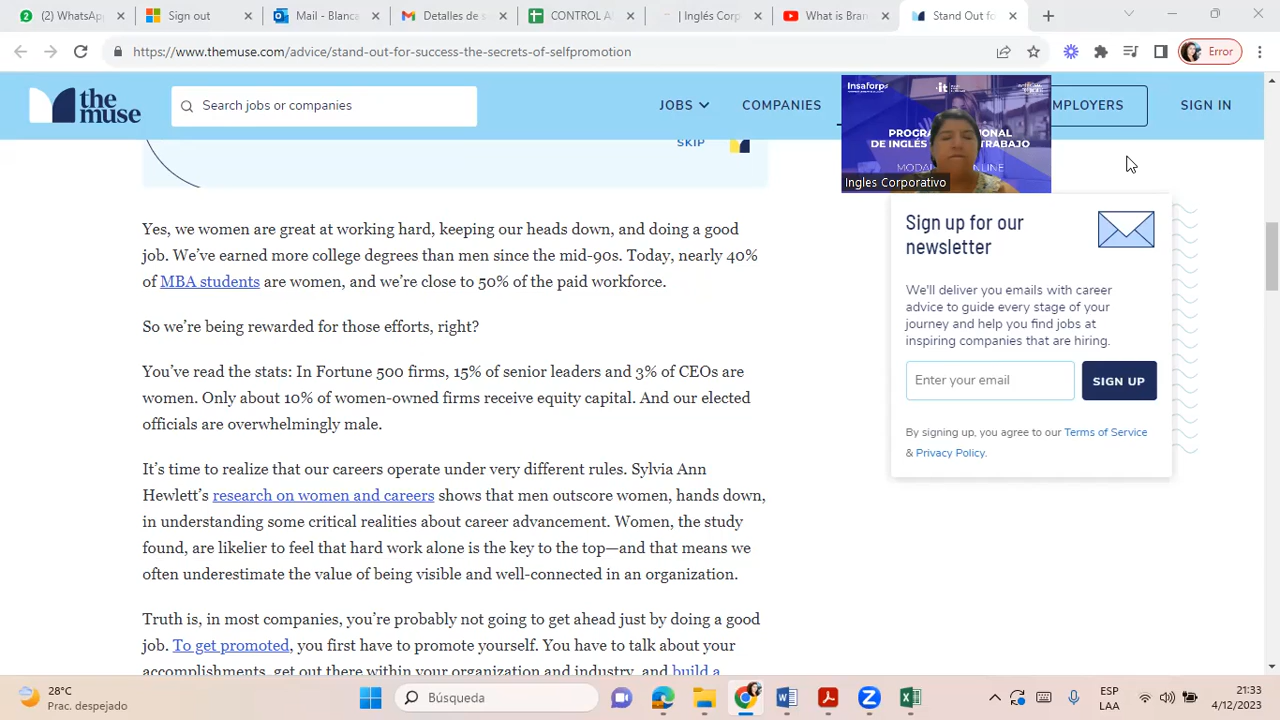 (2) Whats
Sign out
Mail - Blanca
Detalles de s
CONTROL A
| Inglés Corp
What is Bran
Stand Out fo
https://www.themuse.com/advice/stand-out-for-success-the-secrets-of-selfpromotion
Error
the muse
Search jobs or companies
JOBS
COMPANIES
MPLOYERS
SIGN IN
SKIP
Insaforp
it
PROGRA IONAL
DE INGLÉS TRABAJO
MODA NLINE
Ingles Corporativo
Yes, we women are great at working hard, keeping our heads down, and doing a good
job. We've earned more college degrees than men since the mid-90s. Today, nearly 40%
of MBA students are women, and we're close to 50% of the paid workforce.
So we're being rewarded for those efforts, right?
You've read the stats: In Fortune 500 firms, 15% of senior leaders and 3% of CEOs are
women. Only about 10% of women-owned firms receive equity capital. And our elected
officials are overwhelmingly male.
It's time to realize that our careers operate under very different rules. Sylvia Ann
Hewlett's research on women and careers shows that men outscore women, hands down,
in understanding some critical realities about career advancement. Women, the study
found, are likelier to feel that hard work alone is the key to the top—and that means we
often underestimate the value of being visible and well-connected in an organization.
Truth is, in most companies, you're probably not going to get ahead just by doing a good
job. To get promoted, you first have to promote yourself. You have to talk about your
accomplishments, get out there within your organization and industry, and build a
Sign up for our
newsletter
We'll deliver you emails with career
advice to guide every stage of your
journey and help you find jobs at
inspiring companies that are hiring.
Enter your email
SIGN UP
By signing up, you agree to our Terms of Service
& Privacy Policy.
28°C
Prac. despejado
Búsqueda
ESP
LAA
21:33
4/12/2023